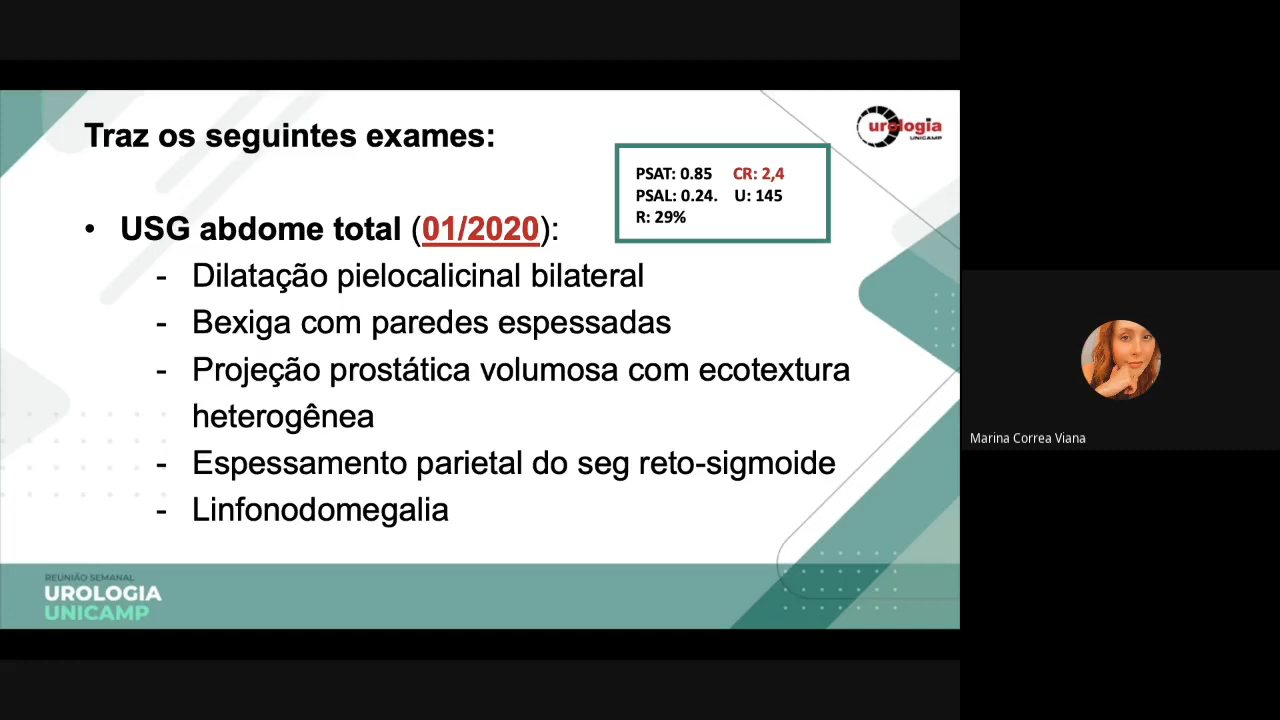 Traz os seguintes exames:
urologia
UNICAMP
PSAT: 0.85 CR: 2,4
PSAL: 0.24. U: 145
R: 29%
• USG abdome total (01/2020):
- Dilatação pielocalicinal bilateral
- Bexiga com paredes espessadas
- Projeção prostática volumosa com ecotextura
heterogênea
- Espessamento parietal do seg reto-sigmoide
- Linfonodomegalia
REUNIÃO SEMANAL
UROLOGIA
UNICAMP
Marina Correa Viana